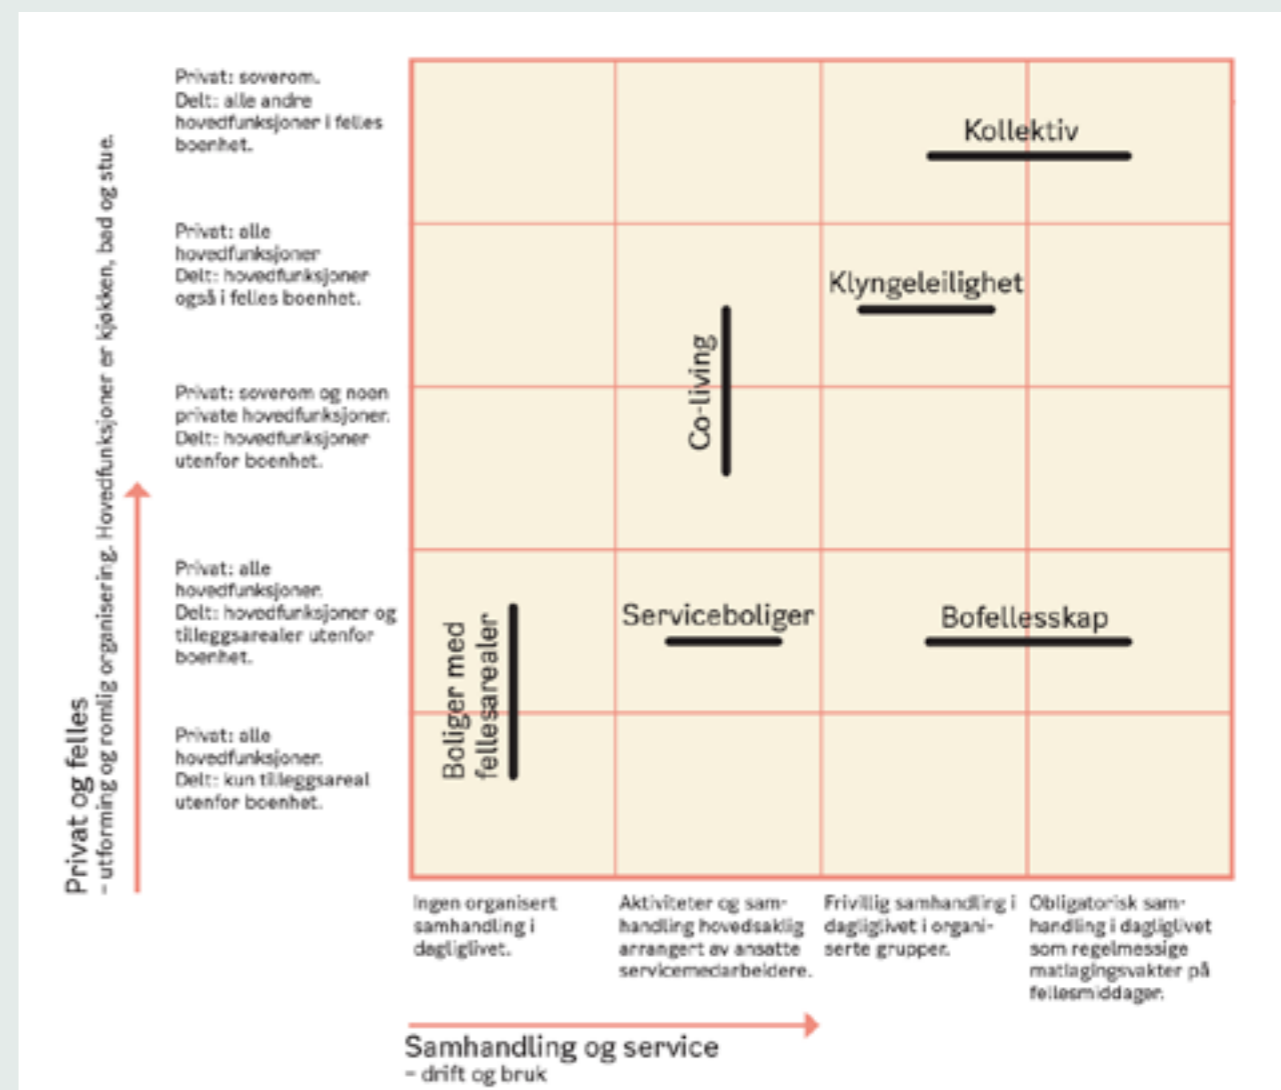 Privat: soverom.
Delt: alle andre
hovedfunksjoner i felles
boenhet.
Kollektiv
Privat: alle
hovedfunksjoner
Delt: hovedfunksjoner
også i felles boenhet.
Klyngeleilighet
Co-living
Privat: soverom og noen
private hovedfunksjoner.
Delt: hovedfunksjoner
utenfor boenhet.
Privat: alle
hovedfunksjoner.
Delt: hovedfunksjoner og
tilleggsarealer utenfor
boenhet.
Boliger med
fellesarealer
Serviceboliger
Bofellesskap
Privat: alle
hovedfunksjoner.
Delt: kun tilleggsareal
utenfor boenhet.
Privat og felles
– utforming og romlig organisering. Hovedfunksjoner er kjøkken, bad og stue.
Ingen organisert
samhandling i
dagliglivet.
Aktiviteter og sam-
handling hovedsaklig
arrangert av ansatte
servicemedarbeidere.
Frivillig samhandling i
dagliglivet i organi-
serte grupper.
Obligatorisk sam-
handling i dagliglivet
som regelmessige
matlagingsvakter på
fellesmiddager.
Samhandling og service
– drift og bruk